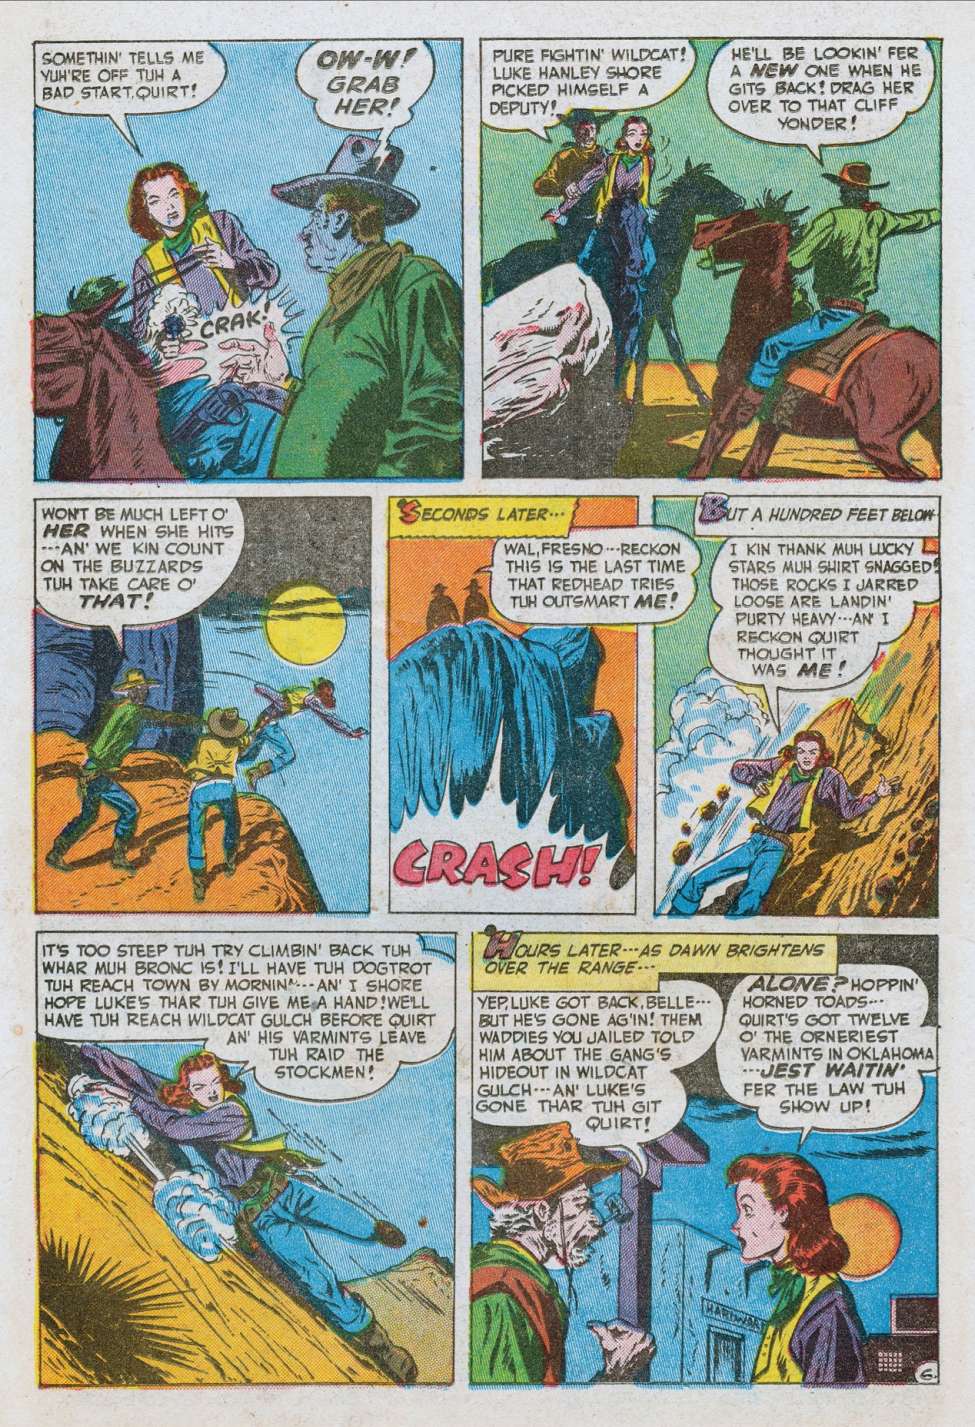 SOMETHIN' TELLS ME
YUH'RE OFF TUH A
BAD START, QUIRT!
OW-W!
GRAB
HER!
CRAK!
PURE FIGHTIN' WILDCAT!
LUKE HANLEY SHORE
PICKED HIMSELF A
DEPUTY!
HE'LL BE LOOKIN' FER
A NEW ONE WHEN HE
GITS BACK! DRAG HER
OVER TO THAT CLIFF
YONDER!
WON'T BE MUCH LEFT O'
HER WHEN SHE HITS
---AN' WE KIN COUNT
ON THE BUZZARDS
TUH TAKE CARE O'
THAT!
SECONDS LATER---
WAL, FRESNO---RECKON
THIS IS THE LAST TIME
THAT REDHEAD TRIES
TUH OUTSMART ME!
CRASH!
BUT A HUNDRED FEET BELOW-
I KIN THANK MUH LUCKY
STARS MUH SHIRT SNAGGED!
THOSE ROCKS I JARRED
LOOSE ARE LANDIN'
PURTY HEAVY---AN' I
RECKON QUIRT
THOUGHT IT
WAS ME!
IT'S TOO STEEP TUH TRY CLIMBIN' BACK TUH
WHAR MUH BRONC IS! I'LL HAVE TUH DOGTROT
TUH REACH TOWN BY MORNIN'---AN' I SHORE
HOPE LUKE'S THAR TUH GIVE ME A HAND! WE'LL
HAVE TUH REACH WILDCAT GULCH BEFORE QUIRT
AN' HIS VARMINTS LEAVE
TUH RAID THE
STOCKMEN!
HOURS LATER---AS DAWN BRIGHTENS
OVER THE RANGE---
YEP, LUKE GOT BACK, BELLE---
BUT HE'S GONE AG'IN! THEM
WADDIES YOU JAILED TOLD
HIM ABOUT THE GANG'S
HIDEOUT IN WILDCAT
GULCH---AN' LUKE'S
GONE THAR TUH GIT
QUIRT!
ALONE? HOPPIN'
HORNED TOADS---
QUIRT'S GOT TWELVE
O' THE ORNERIEST
VARMINTS IN OKLAHOMA
---JEST WAITIN'
FER THE LAW TUH
SHOW UP!
HARDWARE
6